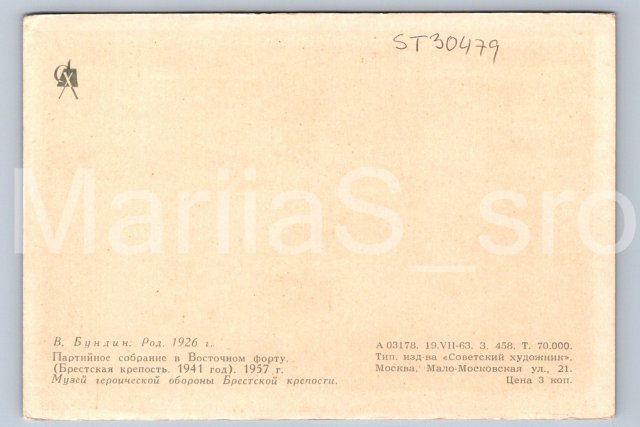 ST30479
СХ
MariiaS_sro
В. Бундин. Род. 1926 г.
Партийное собрание в Восточном форту.
(Брестская крепость. 1941 год). 1957 г.
Музей героической обороны Брестской крепости.
А 03178. 19.VII-63. З. 458. Т. 70.000.
Тип. изд-ва «Советский художник».
Москва, Мало-Московская ул., 21.
Цена 3 коп.